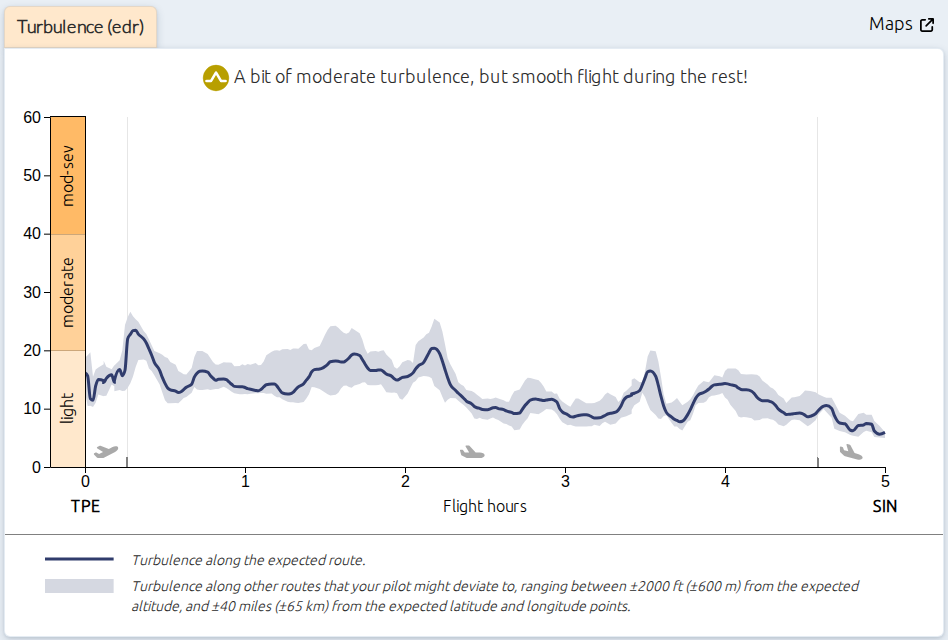 Turbulence (edr)
Maps
A bit of moderate turbulence, but smooth flight during the rest!
60
50
40
30
20
10
0
mod-sev
moderate
light
0 1 2 3 4 5
TPE Flight hours SIN
Turbulence along the expected route.
Turbulence along other routes that your pilot might deviate to, ranging between ±2000 ft (±600 m) from the expected
altitude, and ±40 miles (±65 km) from the expected latitude and longitude points.